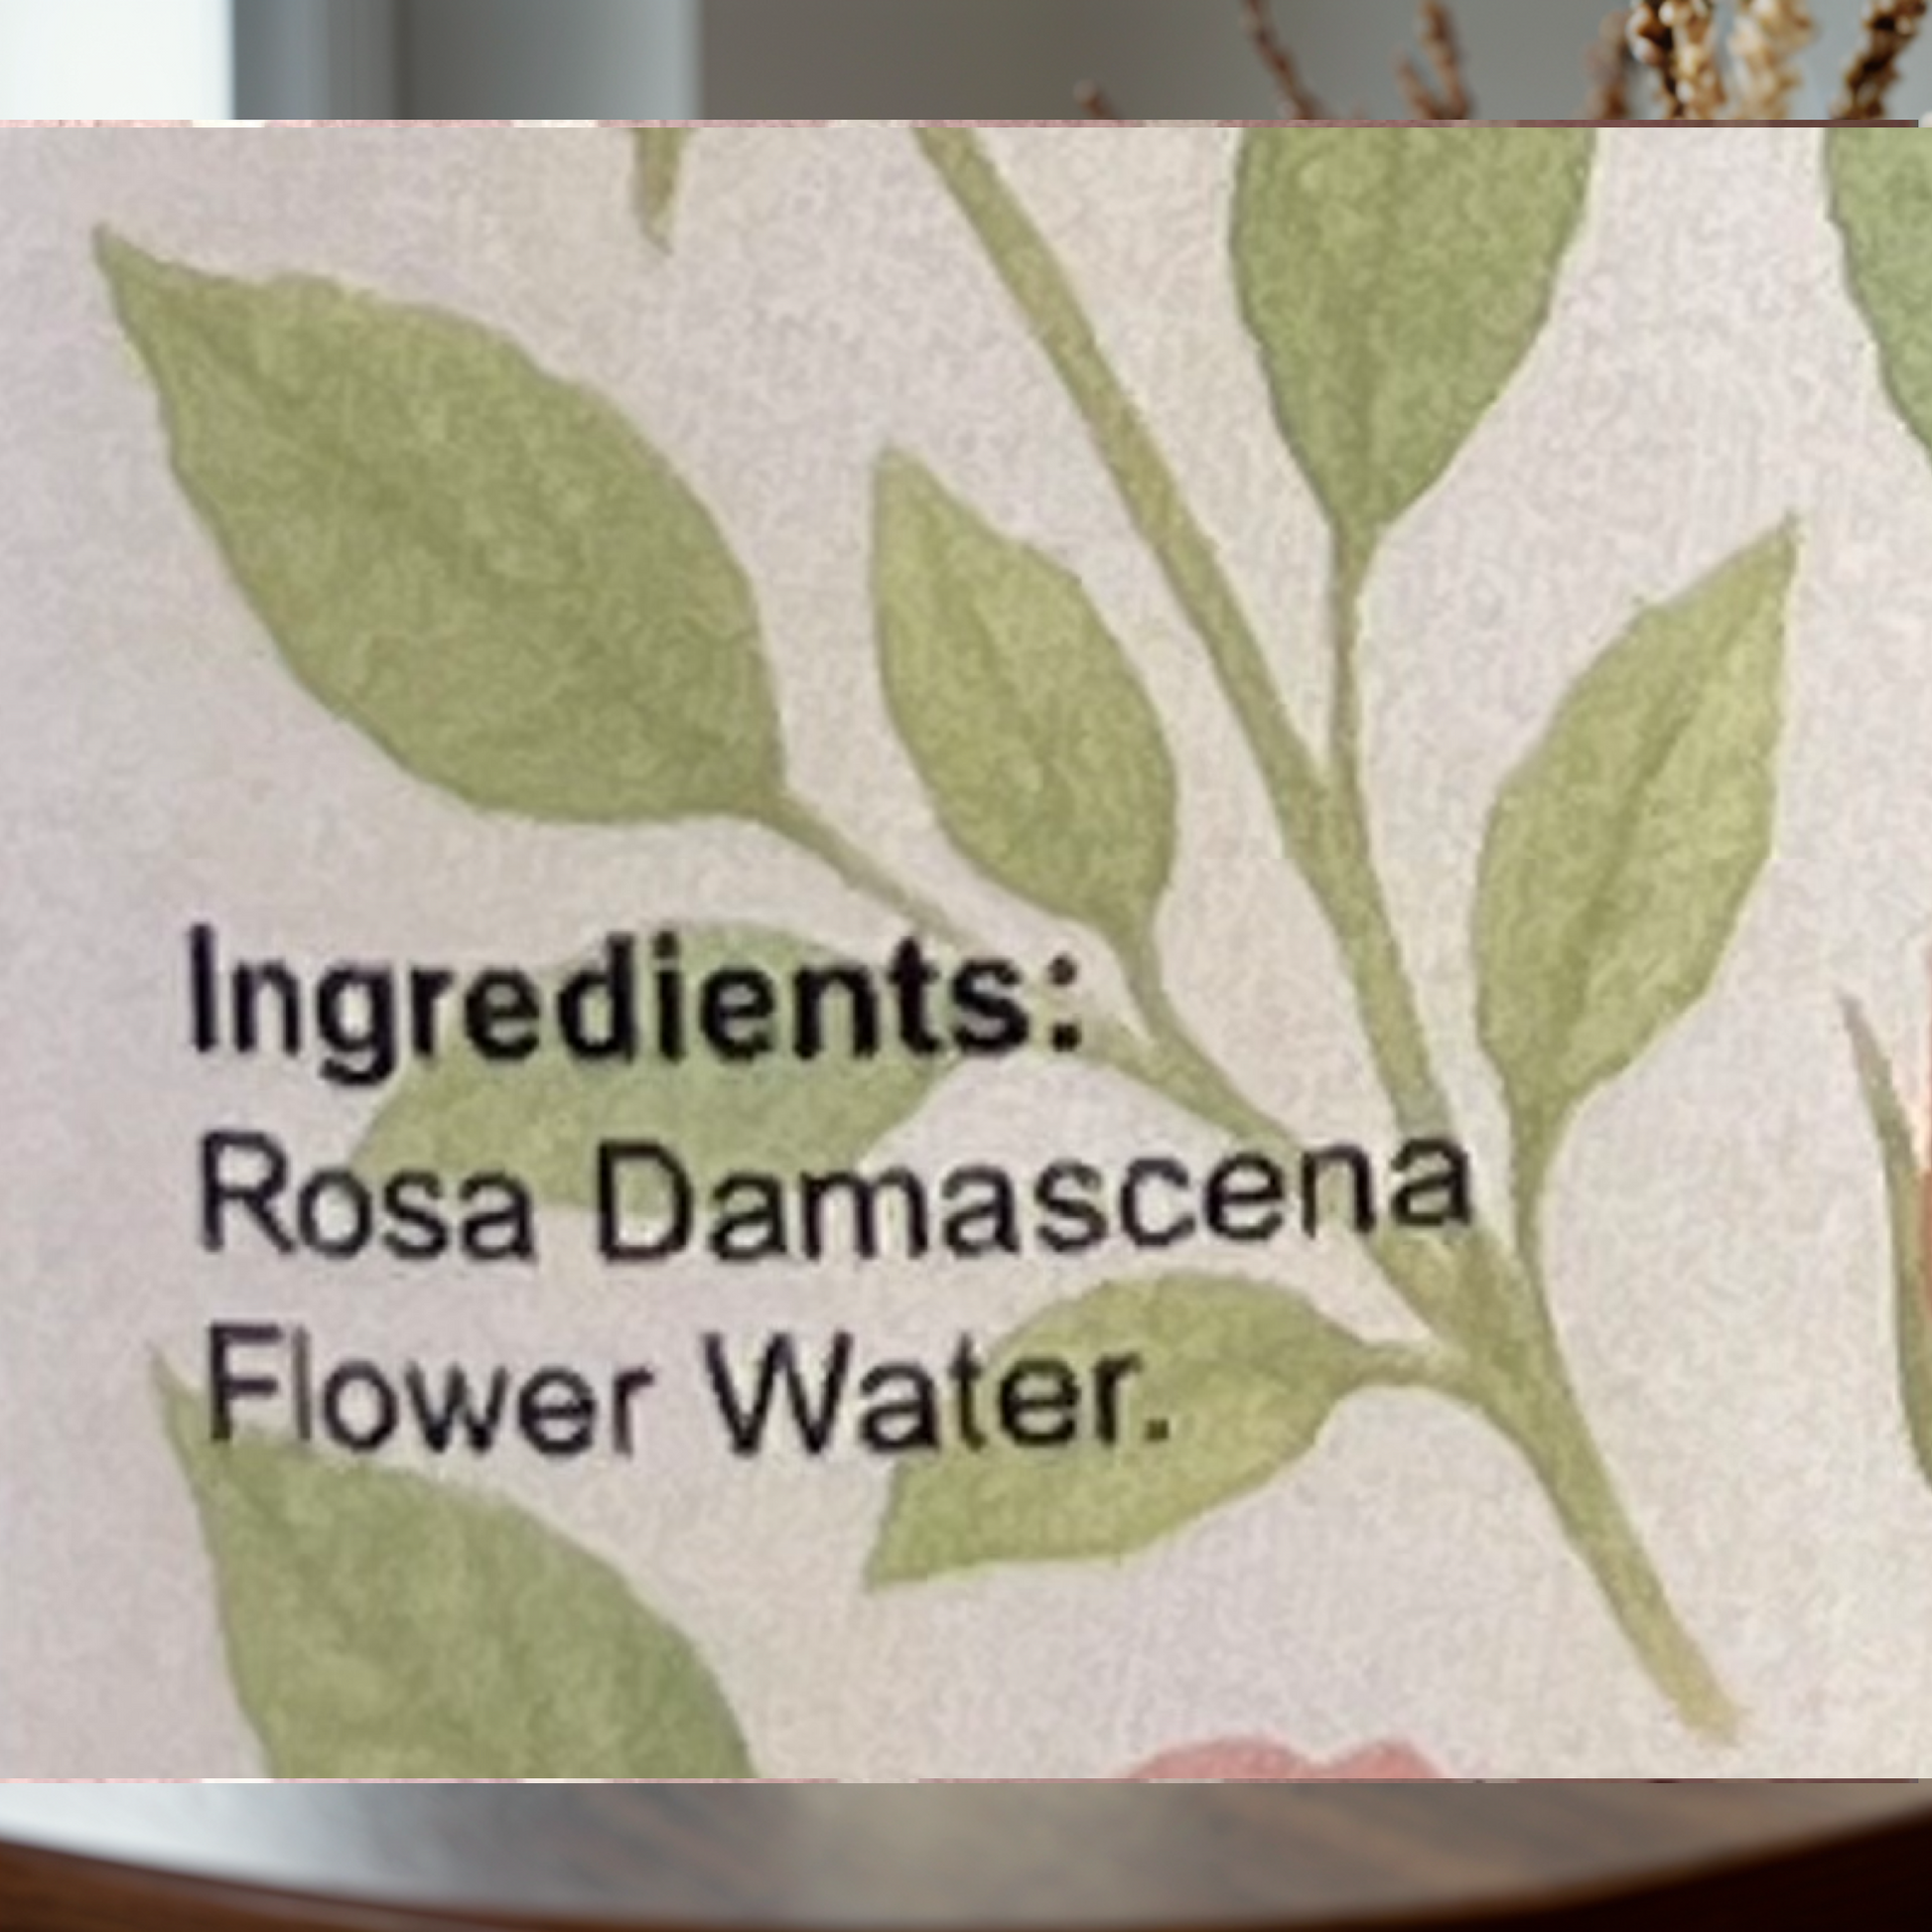 Ingredients:
Rosa Damascena
Flower Water.